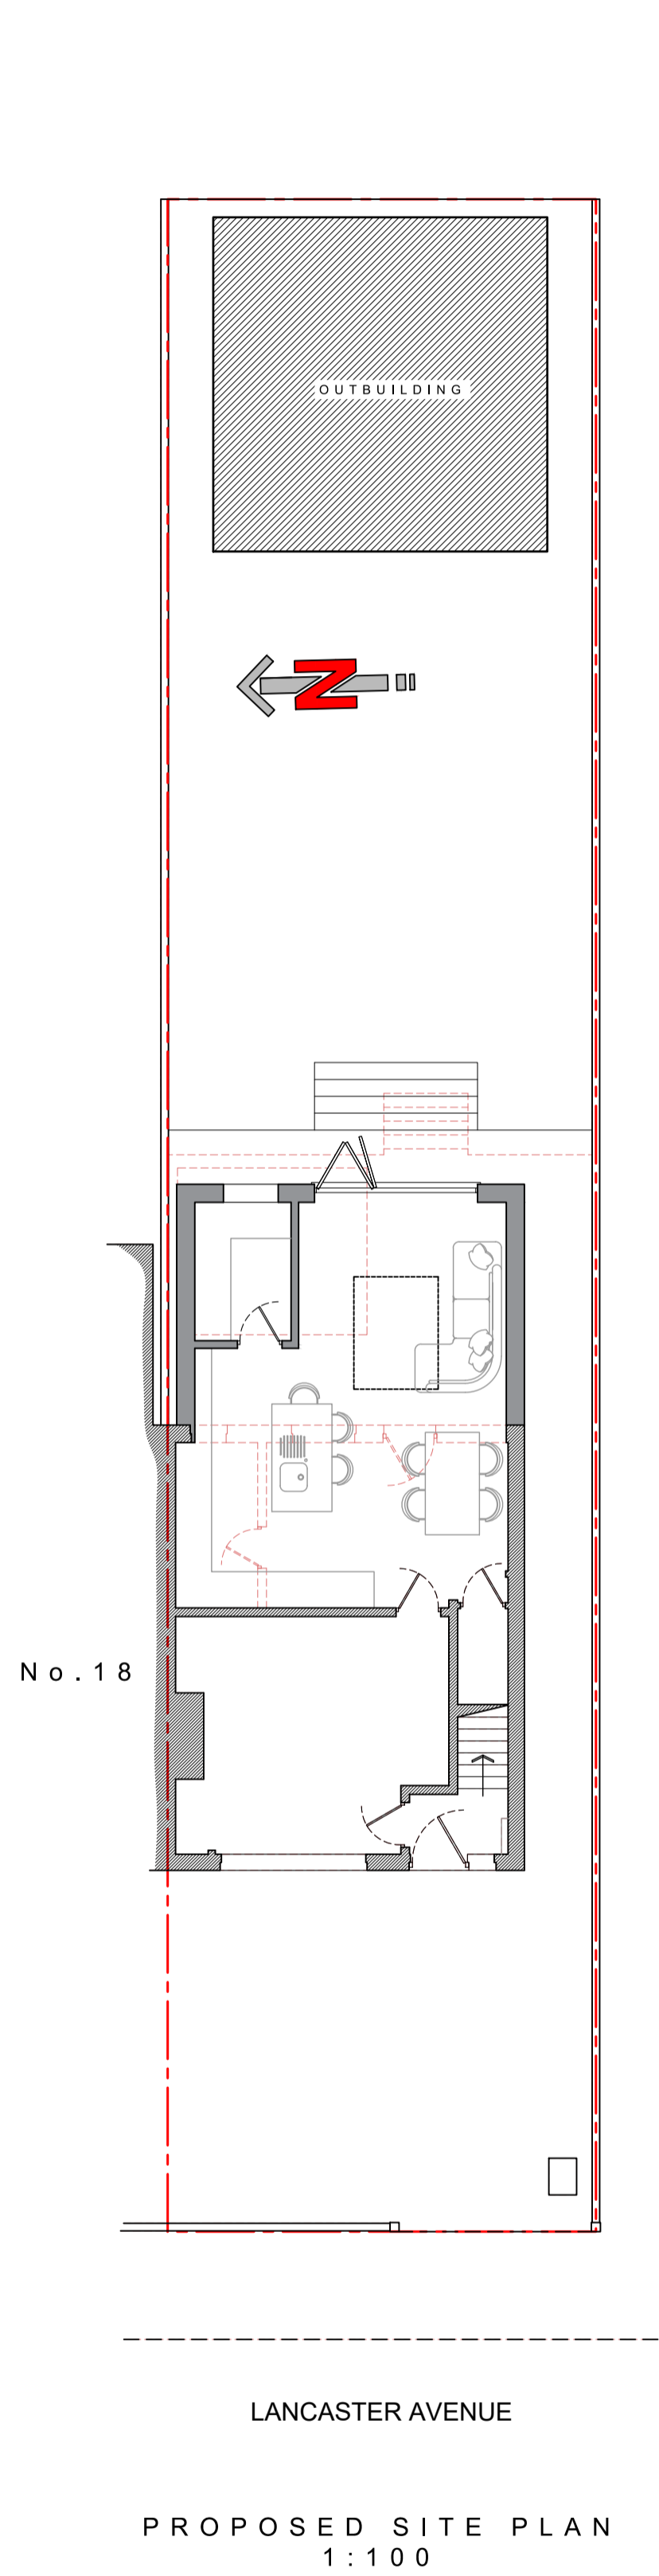 OUTBUILDING
N
No.18
LANCASTER AVENUE
PROPOSED SITE PLAN
1:100